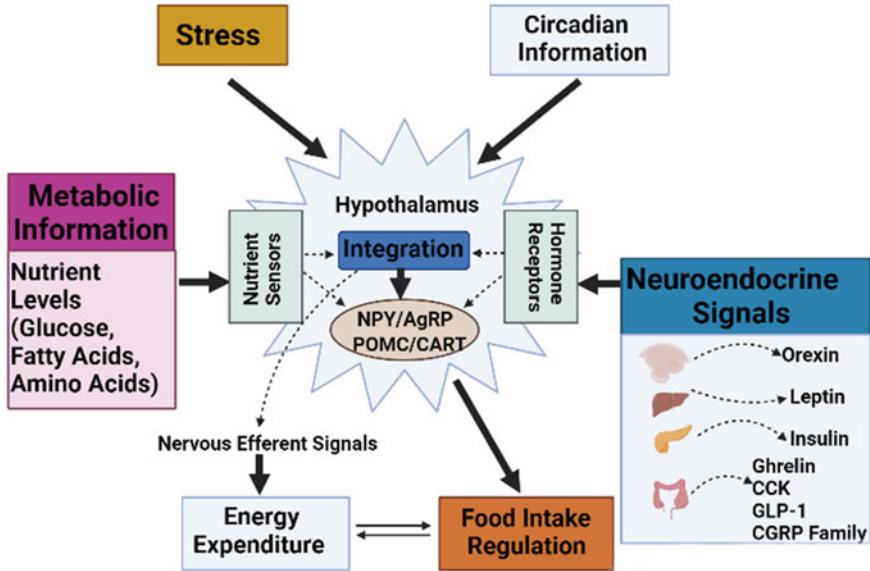 Stress
Circadian
Information
Metabolic
Information
Nutrient
Levels
(Glucose,
Fatty Acids,
Amino Acids)
Nutrient
Sensors
Hypothalamus
Integration
NPY/AgRP
POMC/CART
Hormone
Receptors
Neuroendocrine
Signals
Orexin
Leptin
Insulin
Ghrelin
CCK
GLP-1
CGRP Family
Nervous Efferent Signals
Energy
Expenditure
Food Intake
Regulation